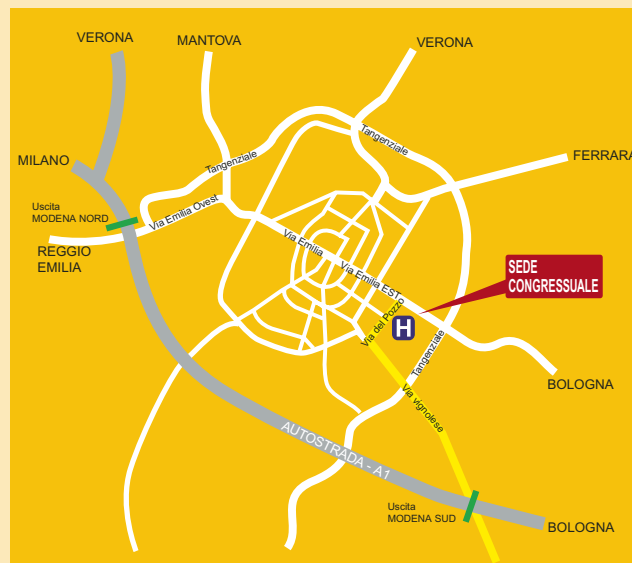 VERONA
MANTOVA
VERONA
Tangenziale
MILANO
Tangenziale
FERRARA
Uscita
MODENA NORD
Via Emilia Ovest
REGGIO
EMILIA
Via Emilia
Via Emilia EST
SEDE
CONGRESSUALE
Via del Pozzo
H
Tangenziale
BOLOGNA
Via vignolese
AUTOSTRADA - A1
Uscita
MODENA SUD
BOLOGNA